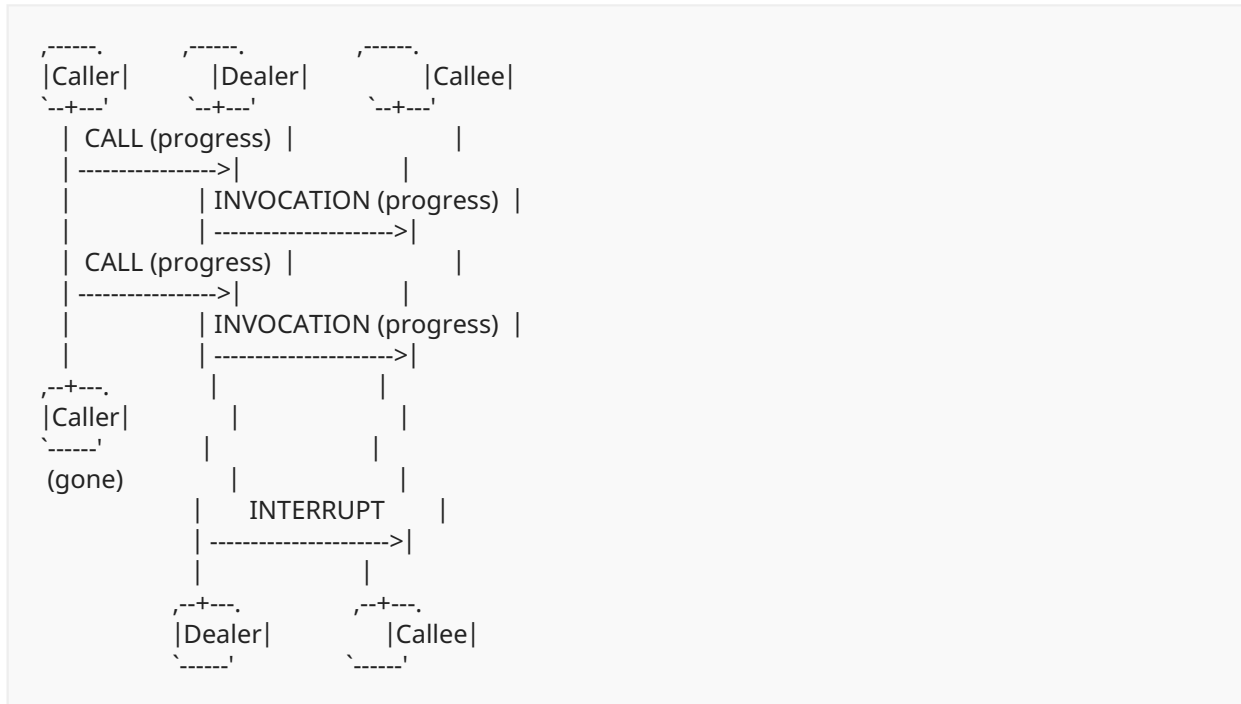 ,------.          ,------.                  ,------.
|Caller|            |Dealer|                  |Callee|
`--+---'          `--+---'                  `--+---'
   |  CALL (progress)  |                          |
   | ----------------->|                          |
   |                   | INVOCATION (progress)  |
   |                   | ---------------------->|
   |  CALL (progress)  |                          |
   | ----------------->|                          |
   |                   | INVOCATION (progress)  |
   |                   | ---------------------->|
,--+---.               |                        |
|Caller|               |                        |
`------'               |                        |
 (gone)                |                        |
                       |       INTERRUPT        |
                       | ---------------------->|
                       |                        |
                    ,--+---.                ,--+---.
                    |Dealer|                |Callee|
                    `------'                `------'